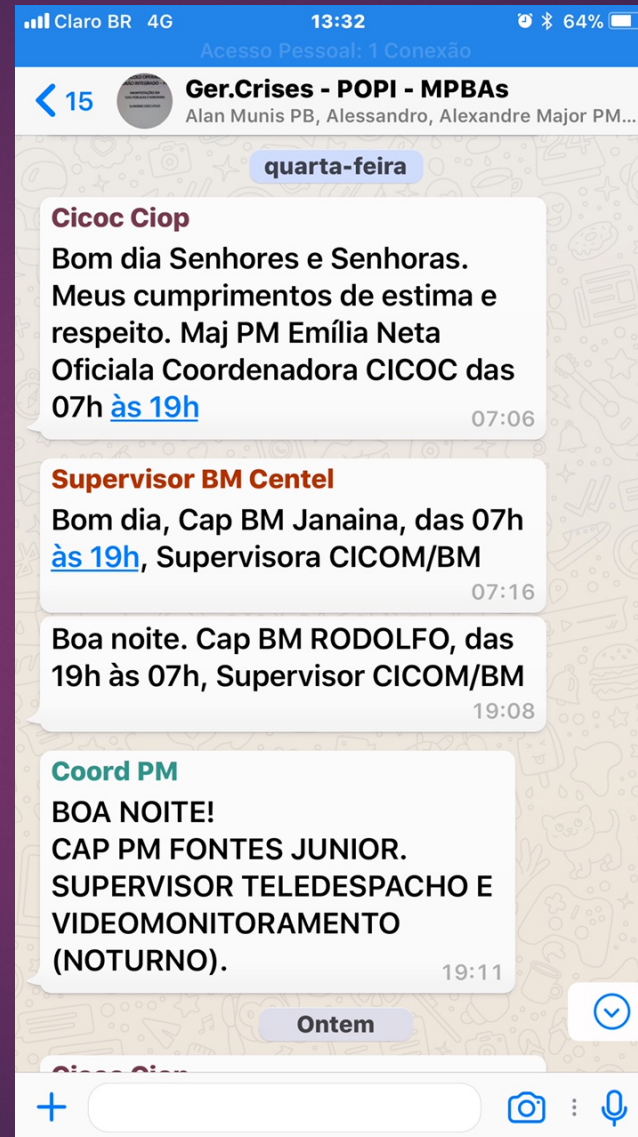 Claro BR 4G 13:32 64%
Acesso Pessoal: 1 Conexão
15
Ger.Crises - POPI - MPBAs
Alan Munis PB, Alessandro, Alexandre Major PM...
quarta-feira
Cicoc Ciop
Bom dia Senhores e Senhoras.
Meus cumprimentos de estima e
respeito. Maj PM Emília Neta
Oficiala Coordenadora CICOC das
07h às 19h
07:06
Supervisor BM Centel
Bom dia, Cap BM Janaina, das 07h
às 19h, Supervisora CICOM/BM
07:16
Boa noite. Cap BM RODOLFO, das
19h às 07h, Supervisor CICOM/BM
19:08
Coord PM
BOA NOITE!
CAP PM FONTES JUNIOR.
SUPERVISOR TELEDESPACHO E
VIDEOMONITORAMENTO
(NOTURNO).
19:11
Ontem
Cicoc Ciop